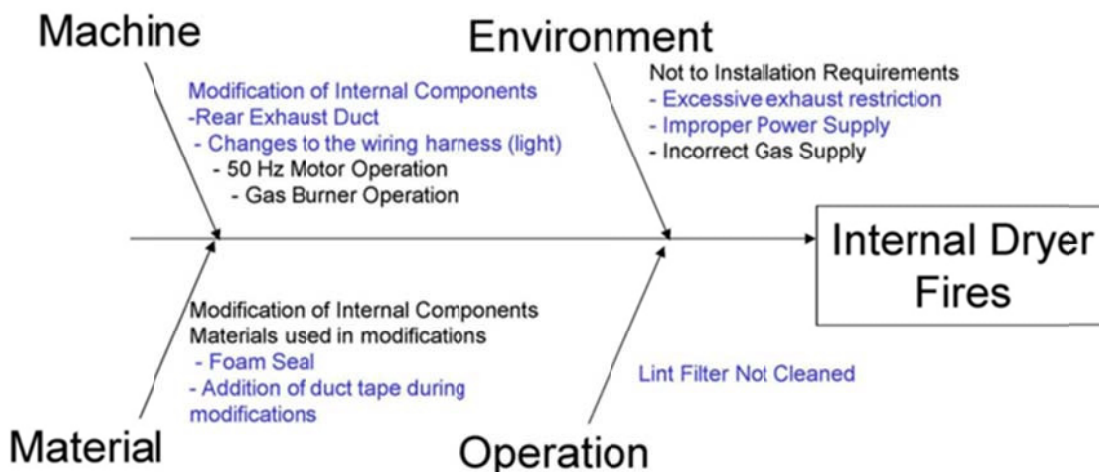 Machine
Modification of Internal Components
-Rear Exhaust Duct
- Changes to the wiring harness (light)
- 50 Hz Motor Operation
- Gas Burner Operation
Environment
Not to Installation Requirements
- Excessive exhaust restriction
- Improper Power Supply
- Incorrect Gas Supply
Internal Dryer
Fires
Modification of Internal Components
Materials used in modifications
- Foam Seal
- Addition of duct tape during
modifications
Material
Lint Filter Not Cleaned
Operation